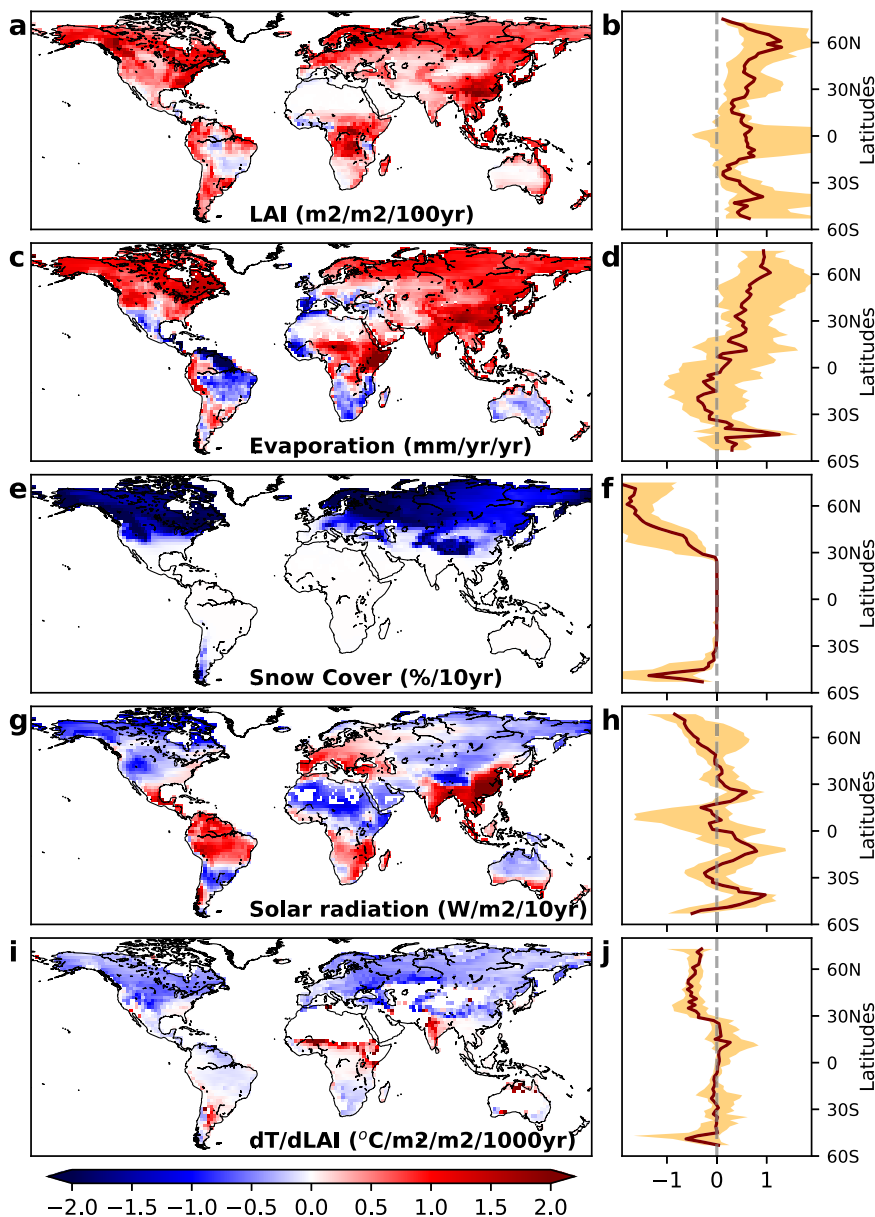 a
LAI (m2/m2/100yr)
b
60N
30N
0
30S
60S
Latitudes
c
Evaporation (mm/yr/yr)
d
60N
30N
0
30S
60S
Latitudes
e
Snow Cover (%/10yr)
f
60N
30N
0
30S
60S
Latitudes
g
Solar radiation (W/m2/10yr)
h
60N
30N
0
30S
60S
Latitudes
i
dT/dLAI (°C/m2/m2/1000yr)
j
60N
30N
0
30S
60S
Latitudes
−1 0 1
−2.0 −1.5 −1.0 −0.5 0.0 0.5 1.0 1.5 2.0